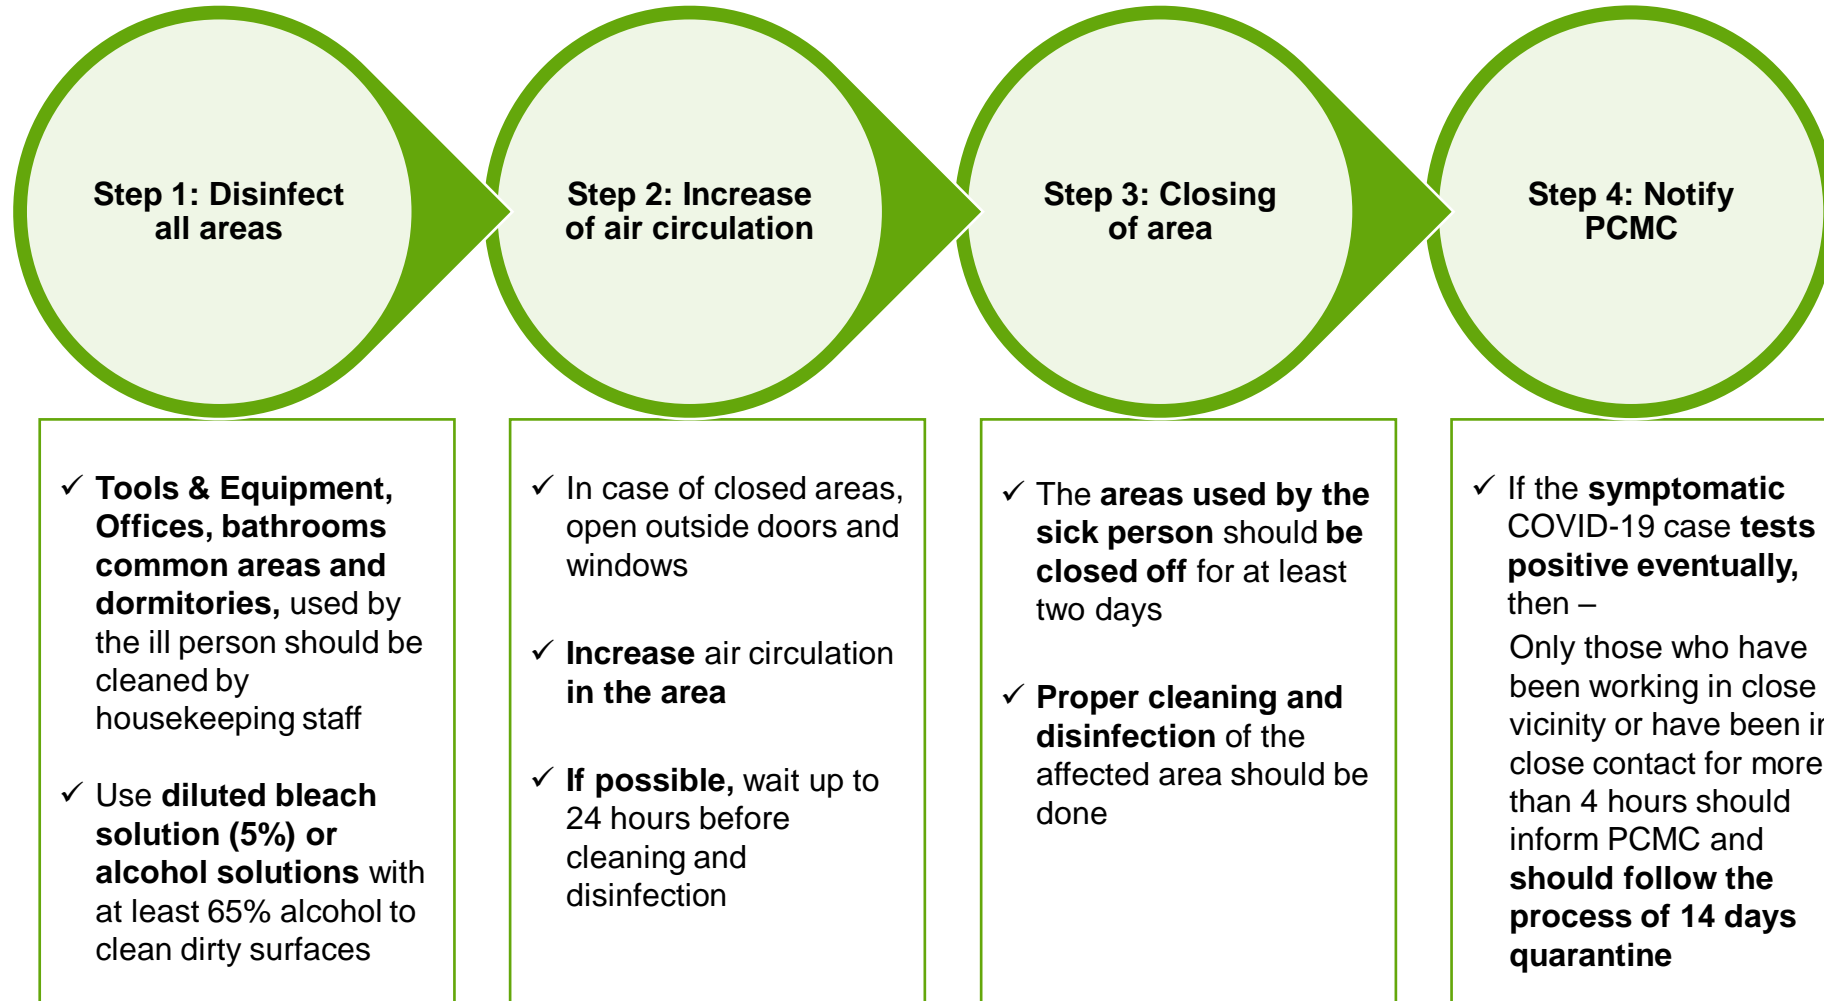 Step 1: Disinfect
all areas
Step 2: Increase
of air circulation
Step 3: Closing
of area
Step 4: Notify
PCMC
✓ Tools & Equipment,
Offices, bathrooms
common areas and
dormitories, used by
the ill person should be
cleaned by
housekeeping staff
✓ Use diluted bleach
solution (5%) or
alcohol solutions with
at least 65% alcohol to
clean dirty surfaces
✓ In case of closed areas,
open outside doors and
windows
✓ Increase air circulation
in the area
✓ If possible, wait up to
24 hours before
cleaning and
disinfection
✓ The areas used by the
sick person should be
closed off for at least
two days
✓ Proper cleaning and
disinfection of the
affected area should be
done
✓ If the symptomatic
COVID-19 case tests
positive eventually,
then –
Only those who have
been working in close
vicinity or have been in
close contact for more
than 4 hours should
inform PCMC and
should follow the
process of 14 days
quarantine